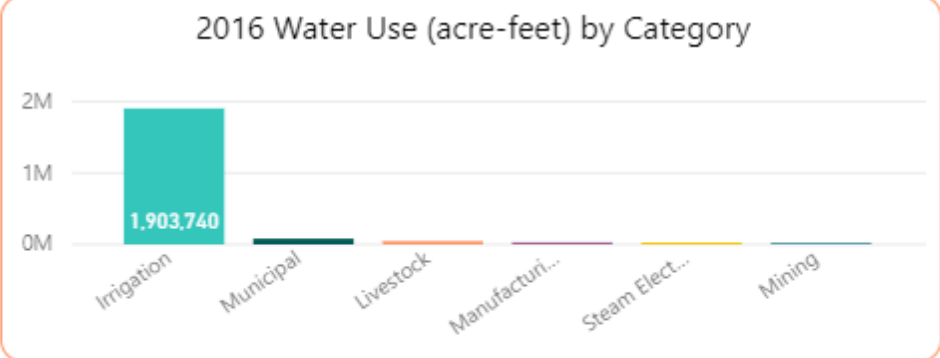 2016 Water Use (acre-feet) by Category
2M
1M
0M
1,903,740
Irrigation
Municipal
Livestock
Manufacturi...
Steam Elect...
Mining